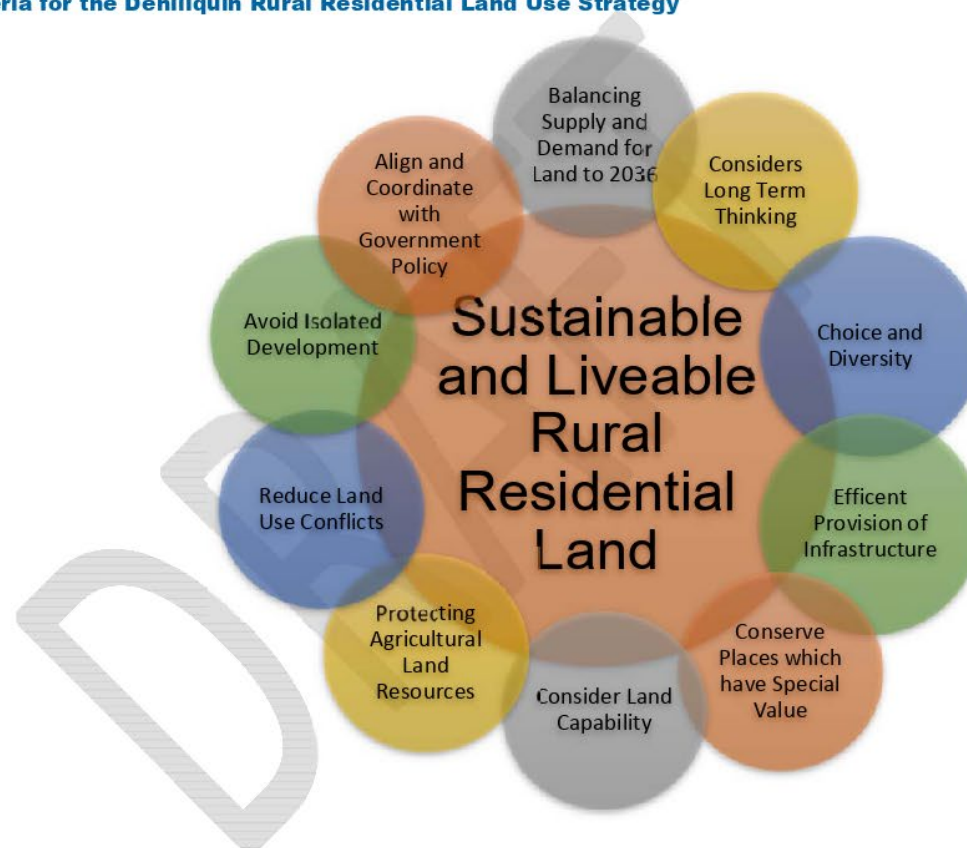 eria for the Deniliquin Rural Residential Land Use Strategy
Balancing
Supply and
Demand for
Land to 2036
Considers
Long Term
Thinking
Choice and
Diversity
Efficent
Provision of
Infrastructure
Conserve
Places which
have Special
Value
Consider Land
Capability
Protecting
Agricultural
Land
Resources
Reduce Land
Use Conflicts
Avoid Isolated
Development
Align and
Coordinate
with
Government
Policy
Sustainable
and Liveable
Rural
Residential
Land
DRAFT